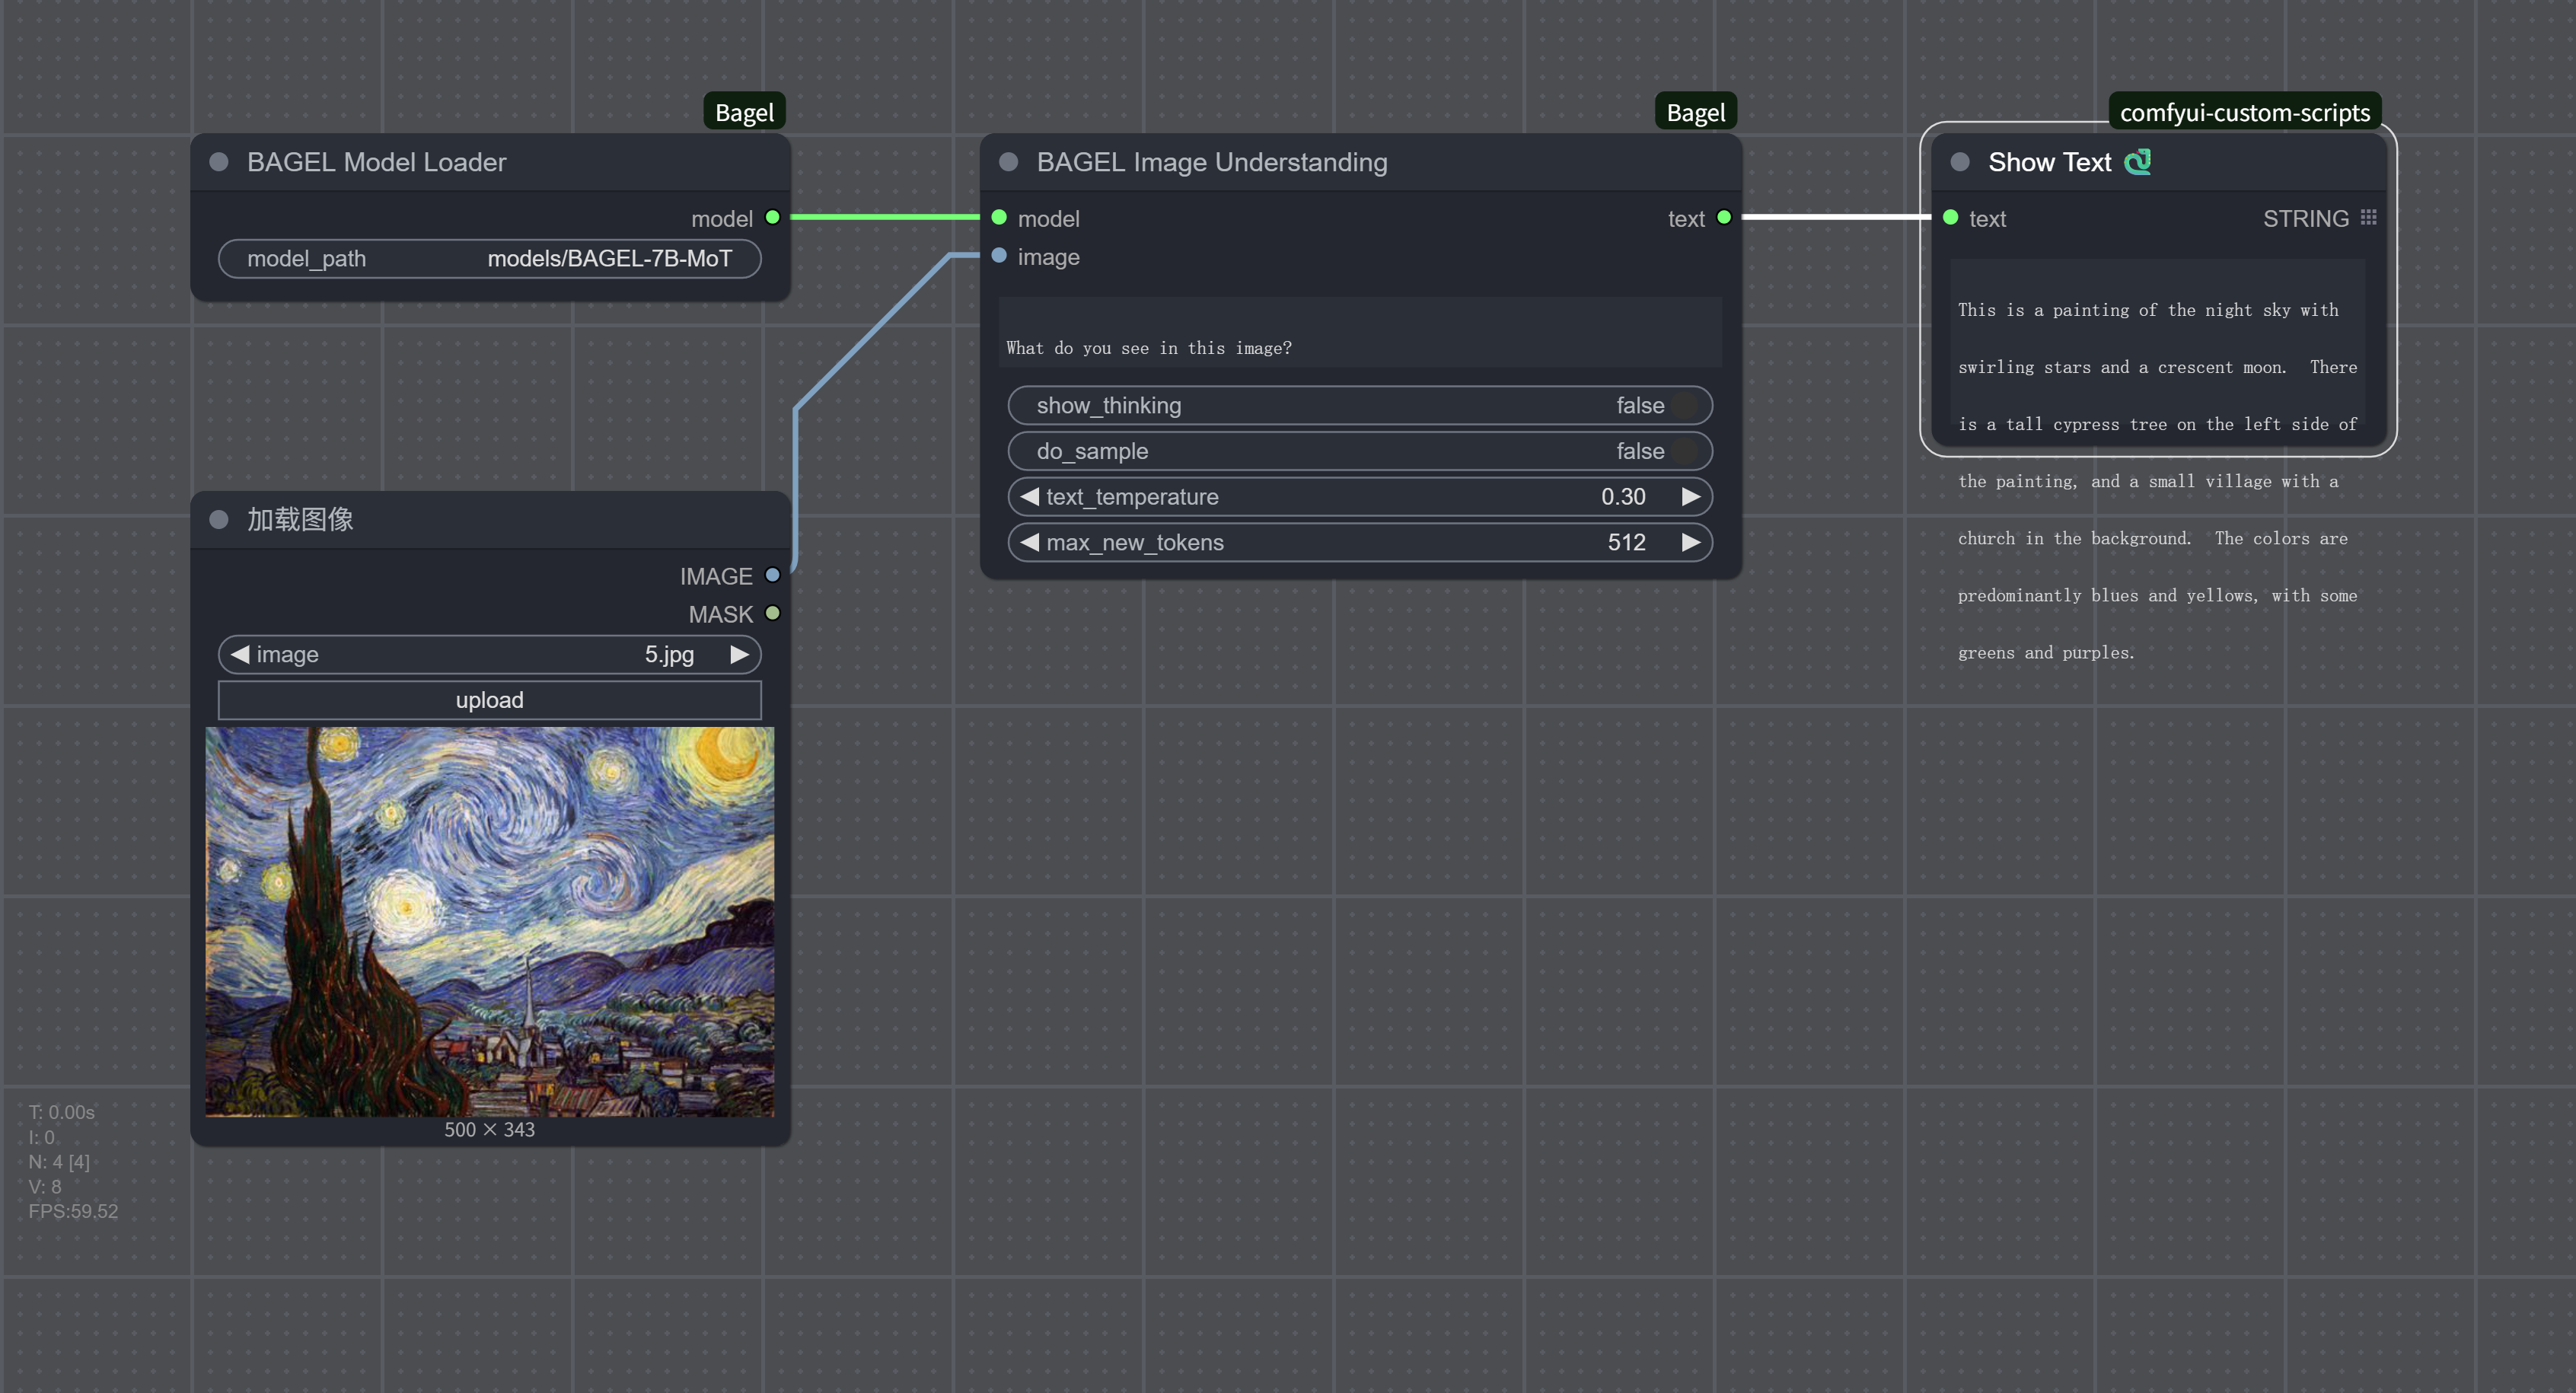 Bagel
BAGEL Model Loader
model
model_path models/BAGEL-7B-MoT
加载图像
IMAGE
MASK
image 5.jpg
upload
500 × 343
Bagel
BAGEL Image Understanding
model text
image
What do you see in this image?
show_thinking false
do_sample false
text_temperature 0.30
max_new_tokens 512
comfyui-custom-scripts
Show Text
text STRING
This is a painting of the night sky with
swirling stars and a crescent moon.  There
is a tall cypress tree on the left side of
the painting, and a small village with a
church in the background.  The colors are
predominantly blues and yellows, with some
greens and purples.
T: 0.00s
I: 0
N: 4 [4]
V: 8
FPS:59.52